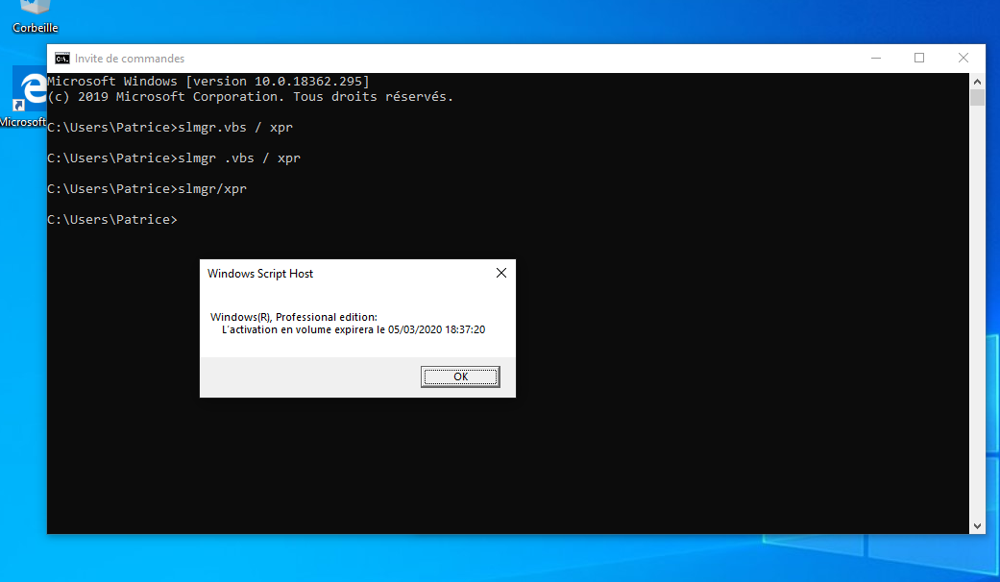 Corbeille
Invite de commandes
Microsoft Windows [version 10.0.18362.295]
(c) 2019 Microsoft Corporation. Tous droits réservés.
Microsoft
C:\Users\Patrice>slmgr.vbs / xpr
C:\Users\Patrice>slmgr .vbs / xpr
C:\Users\Patrice>slmgr/xpr
C:\Users\Patrice>
Windows Script Host
Windows(R), Professional edition:
L'activation en volume expirera le 05/03/2020 18:37:20
OK